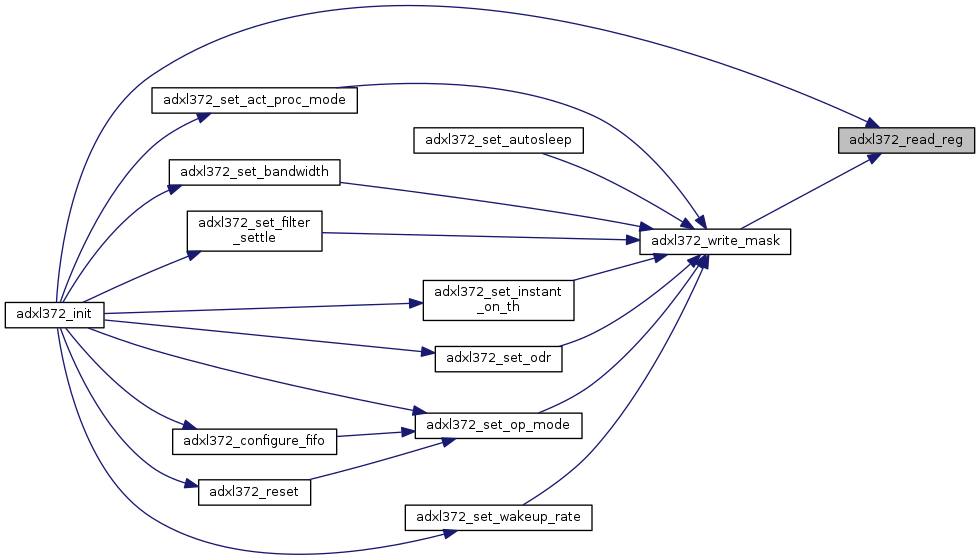 adxl372_set_act_proc_mode
adxl372_set_autosleep
adxl372_read_reg
adxl372_set_bandwidth
adxl372_set_filter
_settle
adxl372_write_mask
adxl372_set_instant
_on_th
adxl372_init
adxl372_set_odr
adxl372_set_op_mode
adxl372_configure_fifo
adxl372_reset
adxl372_set_wakeup_rate